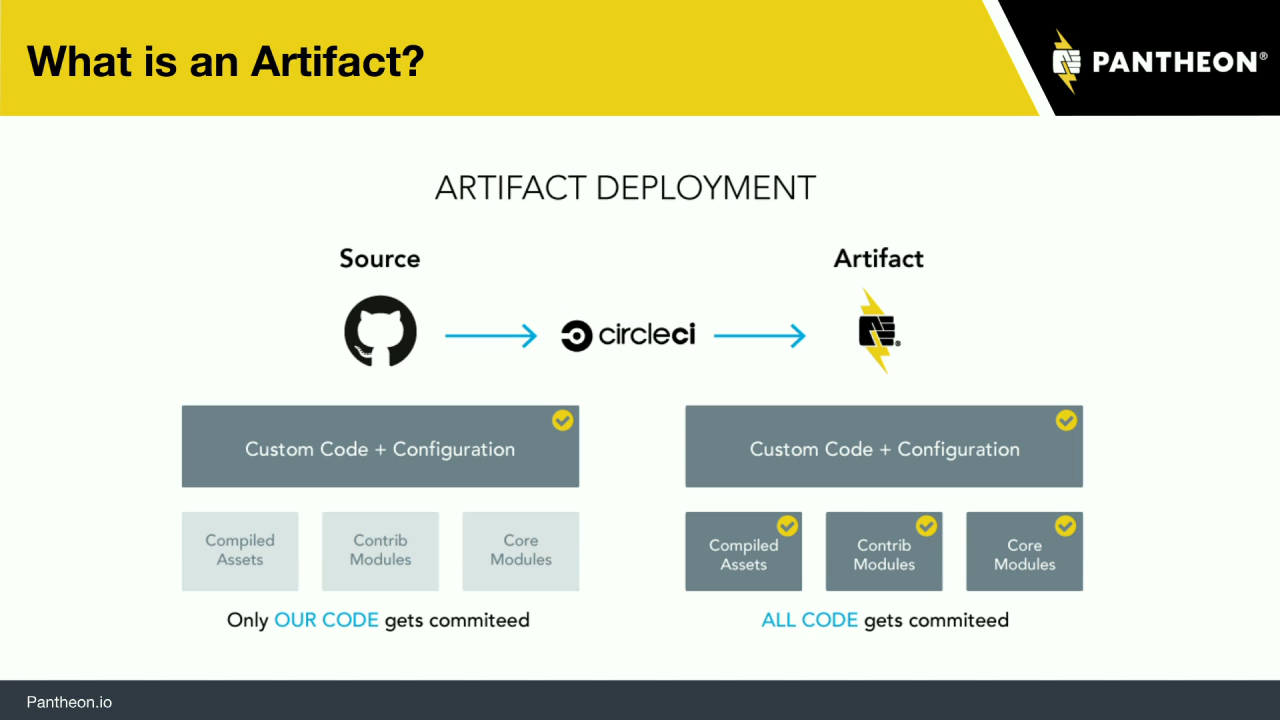 What is an Artifact?
PANTHEON®
ARTIFACT DEPLOYMENT
Source
Artifact
circleci
®
Custom Code + Configuration
Custom Code + Configuration
Compiled
Assets
Contrib
Modules
Core
Modules
Compiled
Assets
Contrib
Modules
Core
Modules
Only OUR CODE gets commiteed
ALL CODE gets commiteed
Pantheon.io